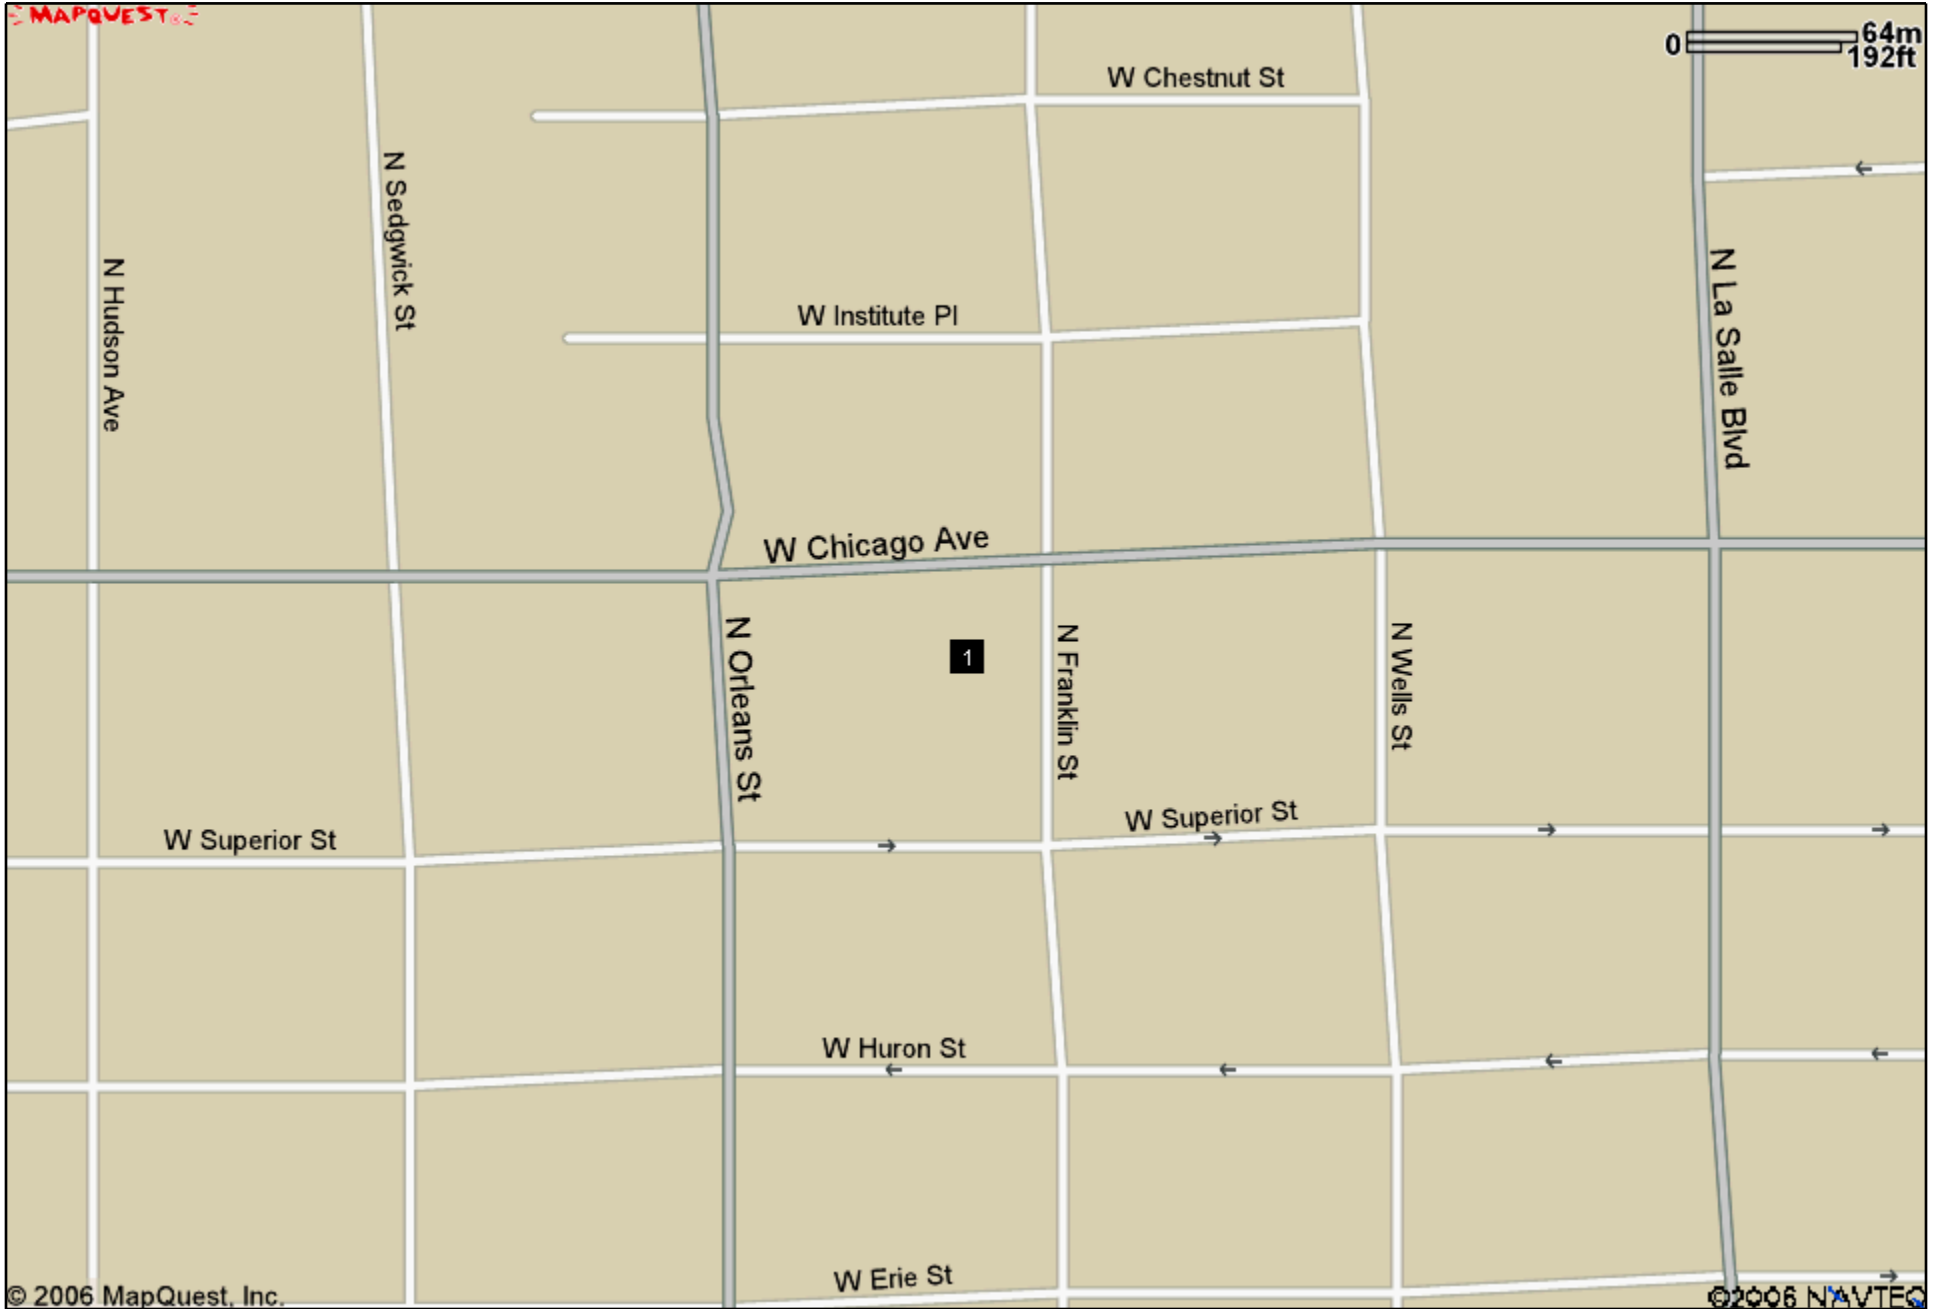 MAPQUEST
64m
0
192ft
W Chestnut St
N Sedgwick St
N Hudson Ave
N La Salle Blvd
W Institute Pl
W Chicago Ave
N Orleans St
1
N Franklin St
N Wells St
W Superior St
W Superior St
W Huron St
W Erie St
© 2006 MapQuest, Inc.
©2006 NAVTEQ